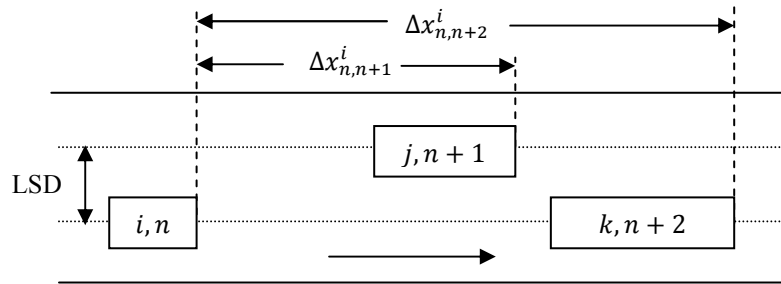 Δx^i_{n,n+2}
Δx^i_{n,n+1}
j, n + 1
LSD
i, n
k, n + 2